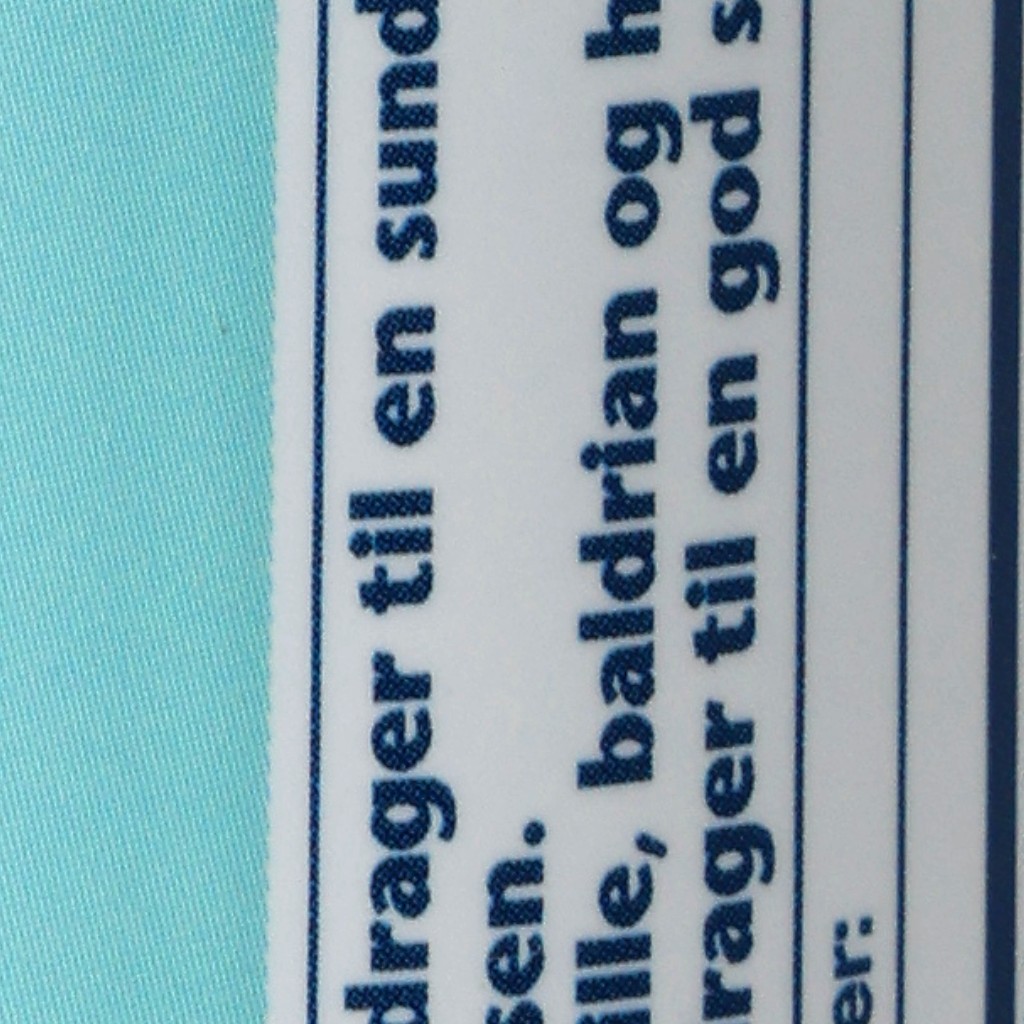 drager til en sund
sen.
ille, baldrian og h
rager til en god s
er: